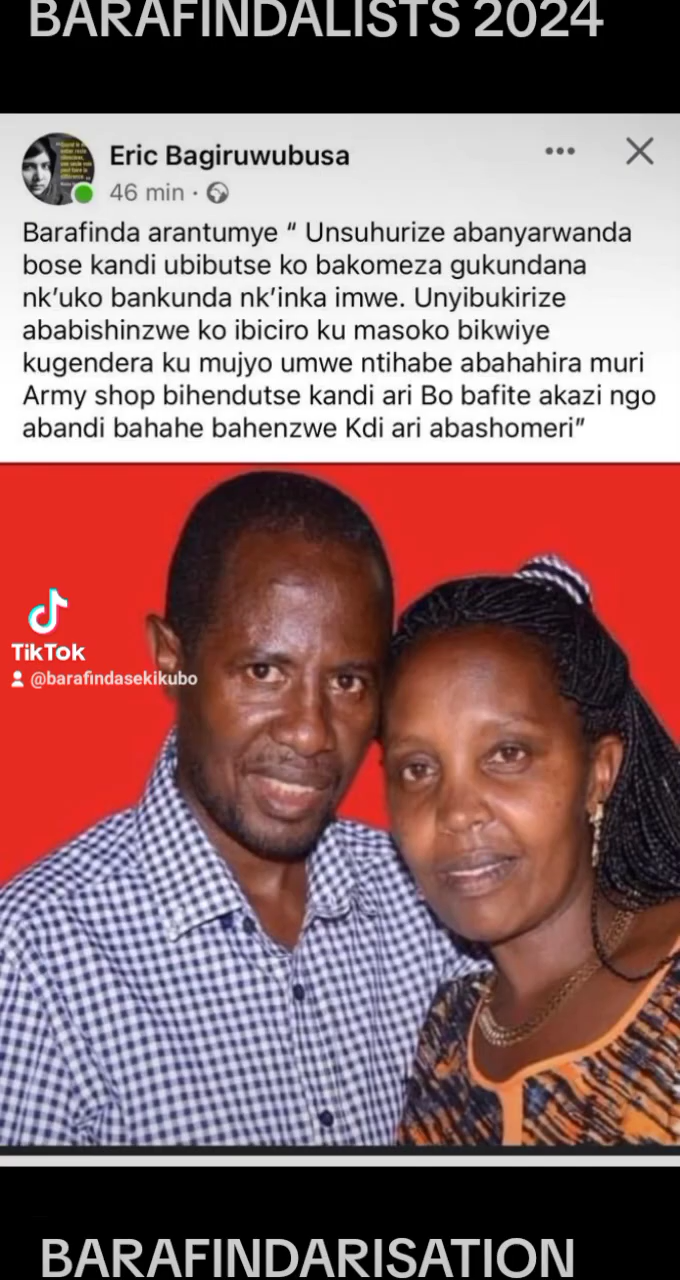 BARAFINDALISTS 2024
Eric Bagiruwubusa
46 min ·
Barafinda arantumye “ Unsuhurize abanyarwanda
bose kandi ubibutse ko bakomeza gukundana
nk’uko bankunda nk’inka imwe. Unyibukirize
ababishinzwe ko ibiciro ku masoko bikwiye
kugendera ku mujyo umwe ntihabe abahahira muri
Army shop bihendutse kandi ari Bo bafite akazi ngo
abandi bahahe bahenzwe Kdi ari abashomeri”
TikTok
@barafindasekikubo
BARAFINDARISATION